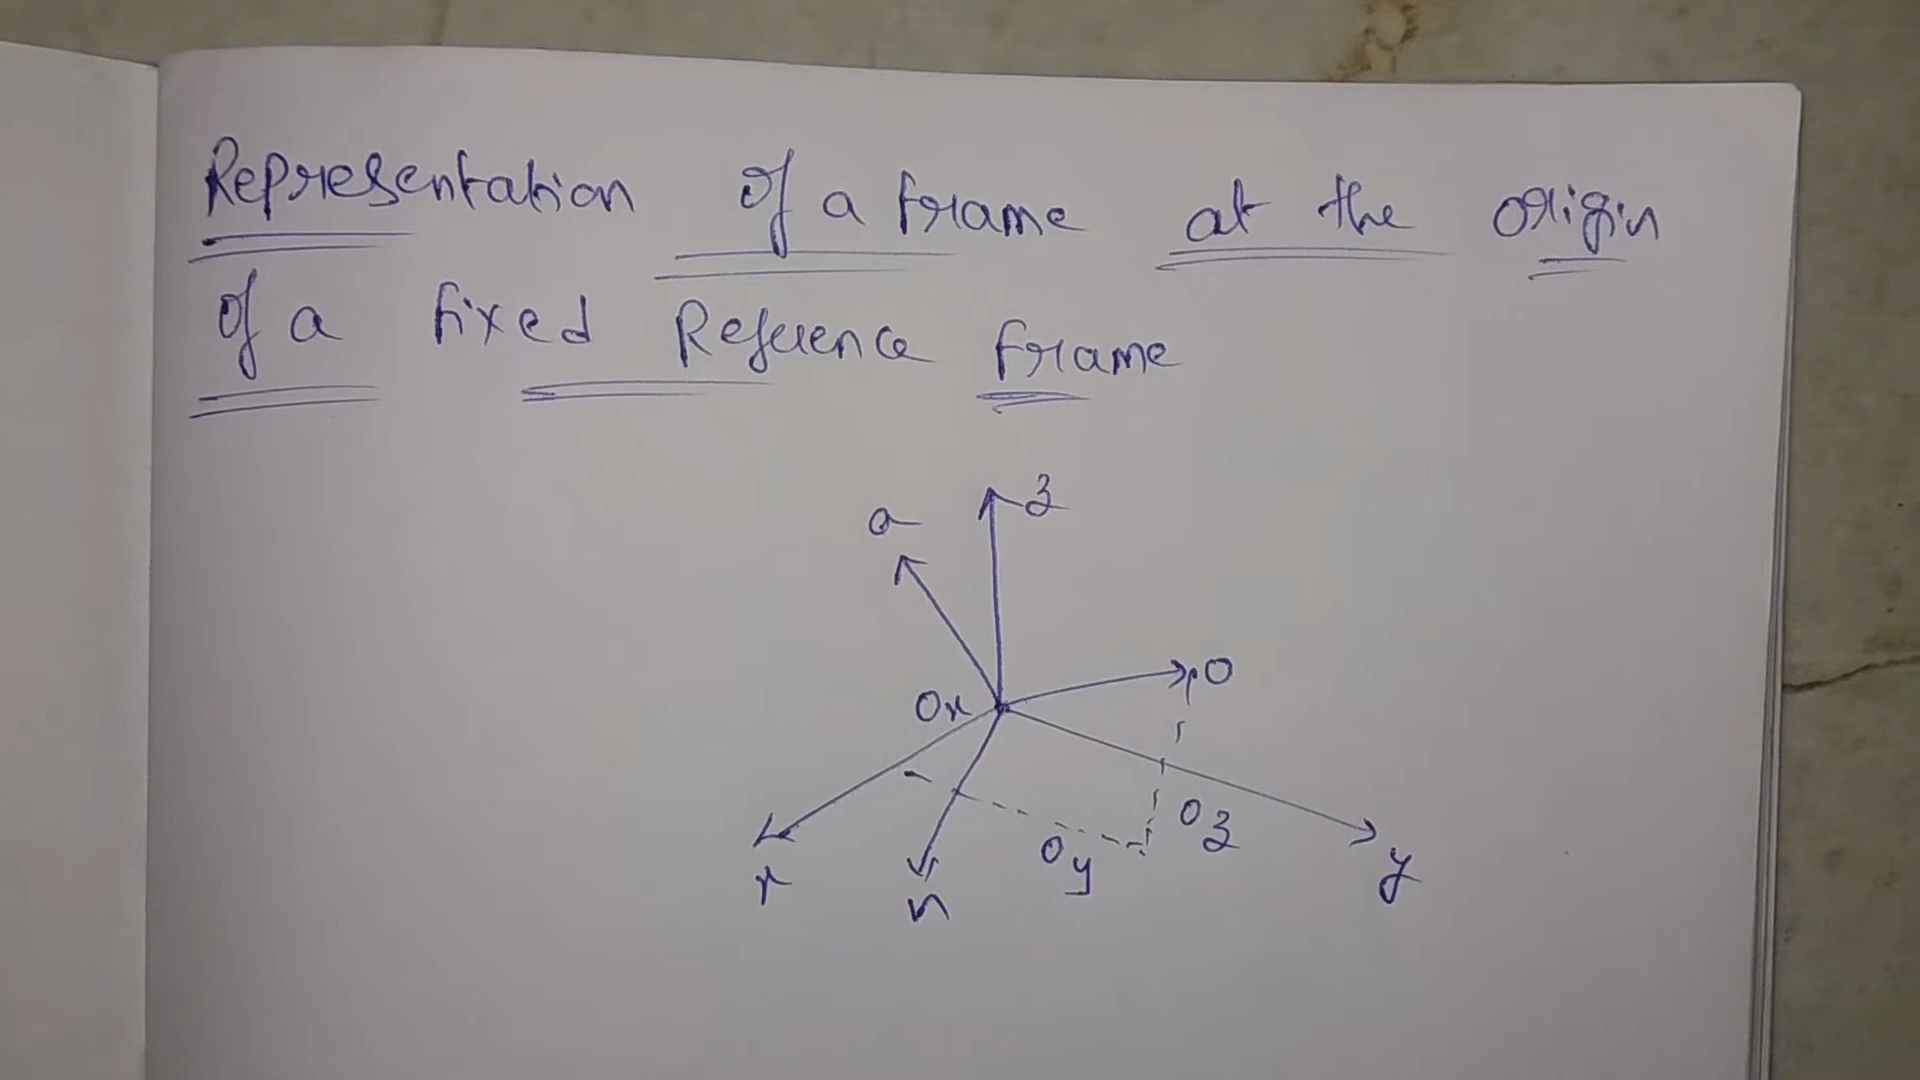 Representation of a frame at the origin
of a fixed Reference frame
a
z
o
ox
oz
oy
x
n
y